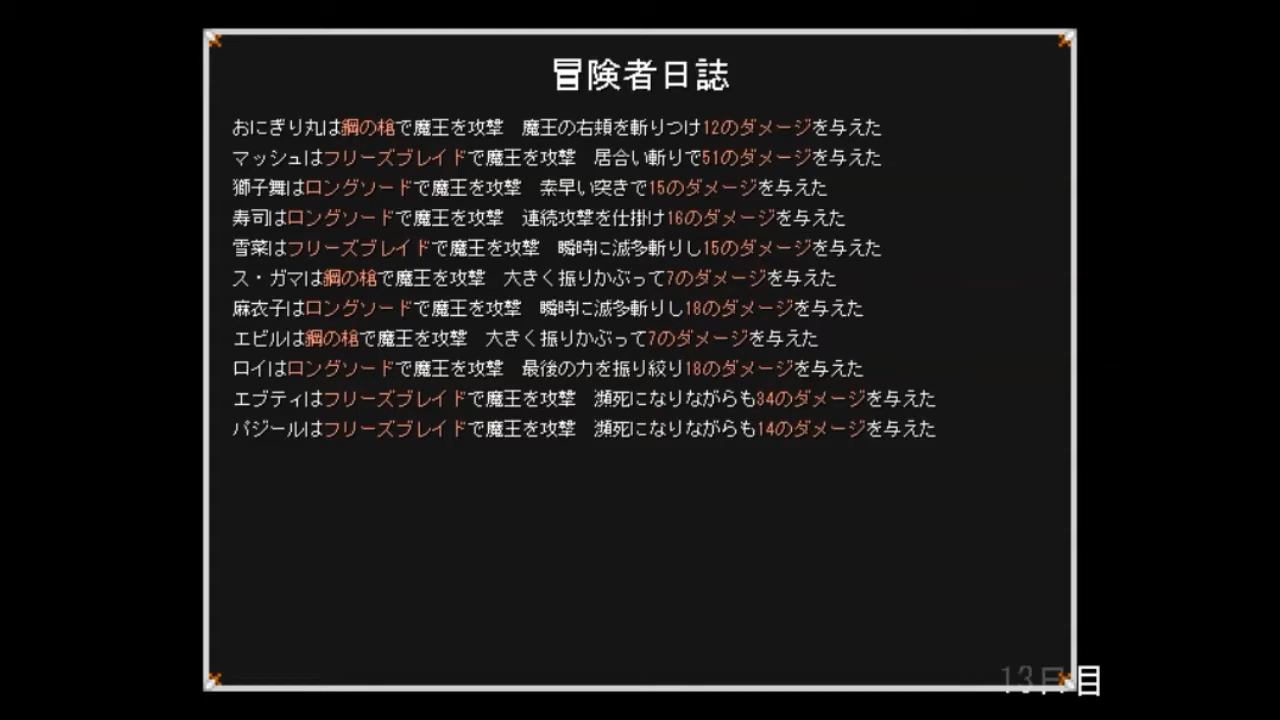 冒険者日誌
おにぎり丸は鋼の槍で魔王を攻撃　魔王の右頬を斬りつけ12のダメージを与えた
マッシュはフリーズブレイドで魔王を攻撃　居合い斬りで51のダメージを与えた
獅子舞はロングソードで魔王を攻撃　素早い突きで15のダメージを与えた
寿司はロングソードで魔王を攻撃　連続攻撃を仕掛け16のダメージを与えた
雪菜はフリーズブレイドで魔王を攻撃　瞬時に滅多斬りし15のダメージを与えた
ス・ガマは鋼の槍で魔王を攻撃　大きく振りかぶって7のダメージを与えた
麻衣子はロングソードで魔王を攻撃　瞬時に滅多斬りし18のダメージを与えた
エビルは鋼の槍で魔王を攻撃　大きく振りかぶって7のダメージを与えた
ロイはロングソードで魔王を攻撃　最後の力を振り絞り18のダメージを与えた
エブティはフリーズブレイドで魔王を攻撃　瀕死になりながらも34のダメージを与えた
バジールはフリーズブレイドで魔王を攻撃　瀕死になりながらも14のダメージを与えた
13日目